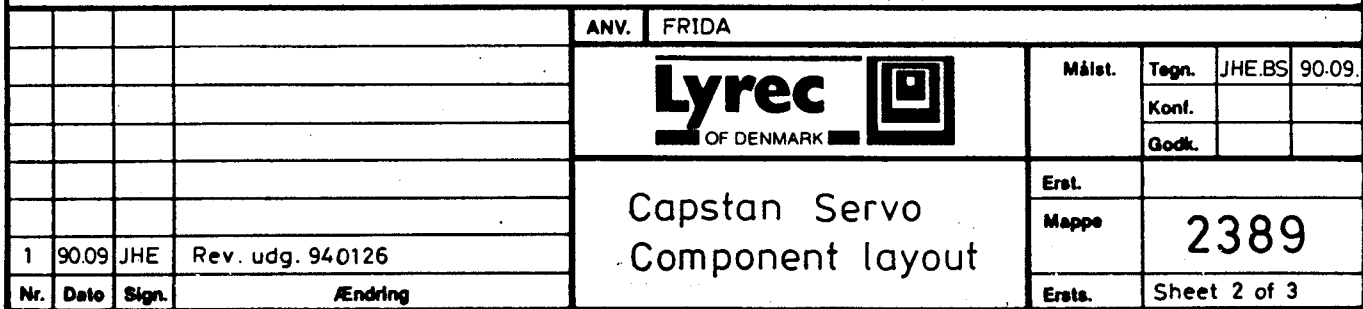 ANV. FRIDA
Lyrec
OF DENMARK
Målst.
Tegn. JHE.BS 90.09.
Konf.
Godk.
Capstan Servo
Component layout
Erst.
Mappe 2389
Ersts. Sheet 2 of 3
1 90.09 JHE Rev. udg. 940126
Nr. Dato Sign. Ændring